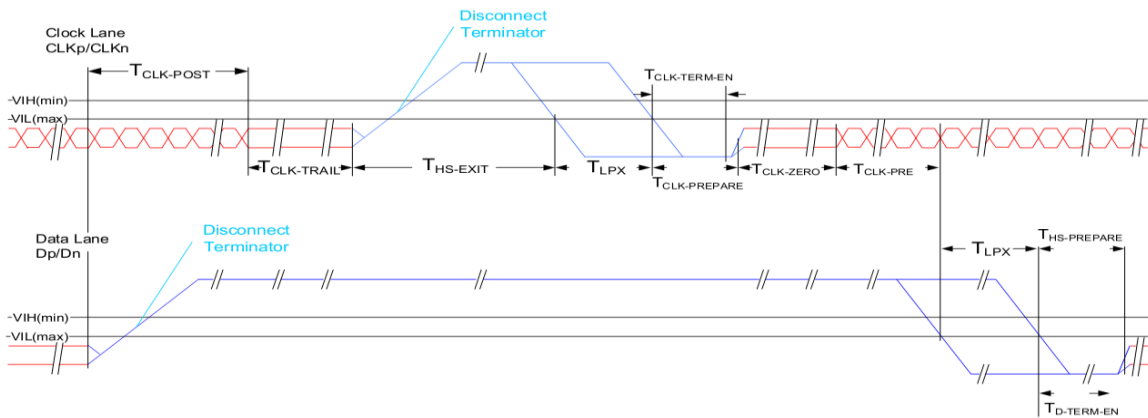 Disconnect
Terminator
Clock Lane
CLKp/CLKn
TCLK-POST
TCLK-TERM-EN
VIH(min)
VIL(max)
TCLK-TRAIL
THS-EXIT
TLPX
TCLK-PREPARE
TCLK-ZERO
TCLK-PRE
Disconnect
Terminator
Data Lane
Dp/Dn
TLPX
THS-PREPARE
VIH(min)
VIL(max)
TD-TERM-EN